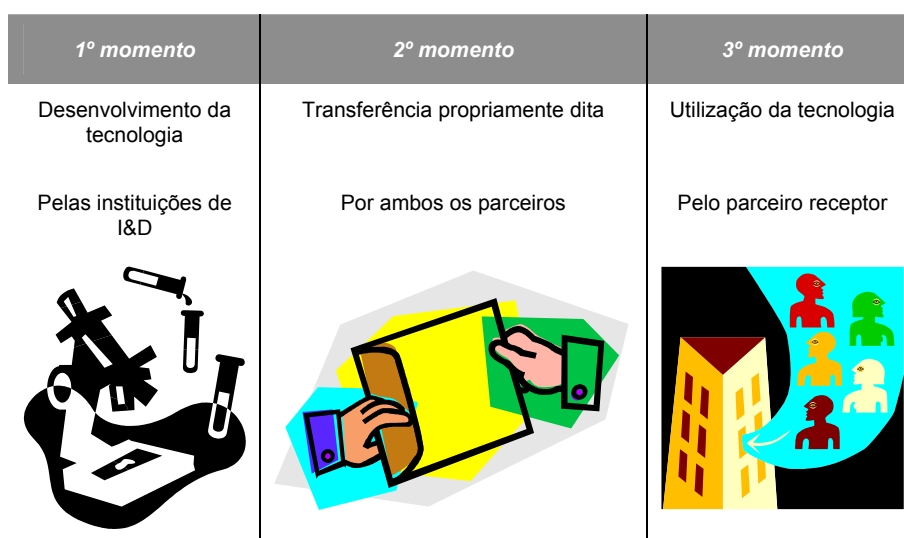 1º momento
2º momento
3º momento
Desenvolvimento da
tecnologia
Transferência propriamente dita
Utilização da tecnologia
Pelas instituições de
I&D
Por ambos os parceiros
Pelo parceiro receptor